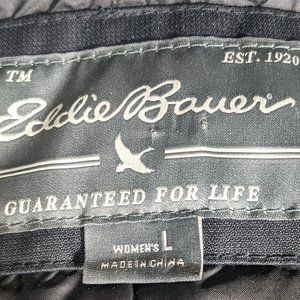 TM
EST. 1920
Eddie Bauer
GUARANTEED FOR LIFE
WOMEN'S L
MADE IN CHINA